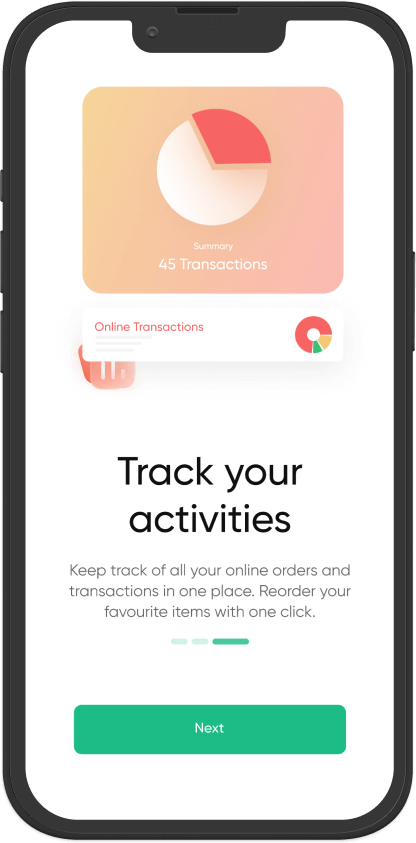 Summary
45 Transactions
Online Transactions
Track your
activities
Keep track of all your online orders and
transactions in one place. Reorder your
favourite items with one click.
Next